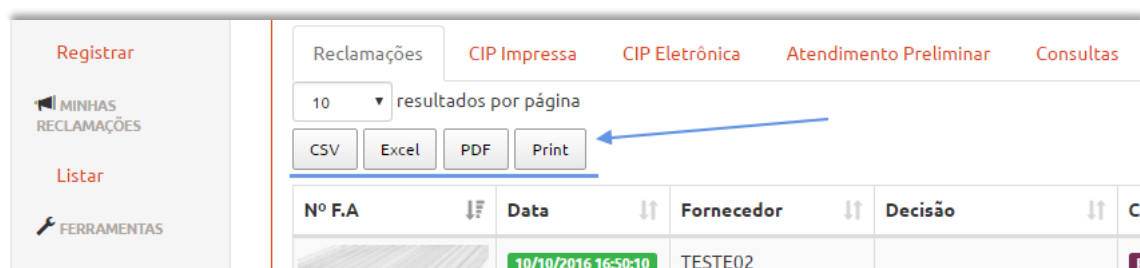 Registrar
MINHAS
RECLAMAÇÕES
Listar
FERRAMENTAS
Reclamações CIP Impressa CIP Eletrônica Atendimento Preliminar Consultas
10 resultados por página
CSV Excel PDF Print
Nº F.A Data Fornecedor Decisão
10/10/2016 16:50:10 TESTE02